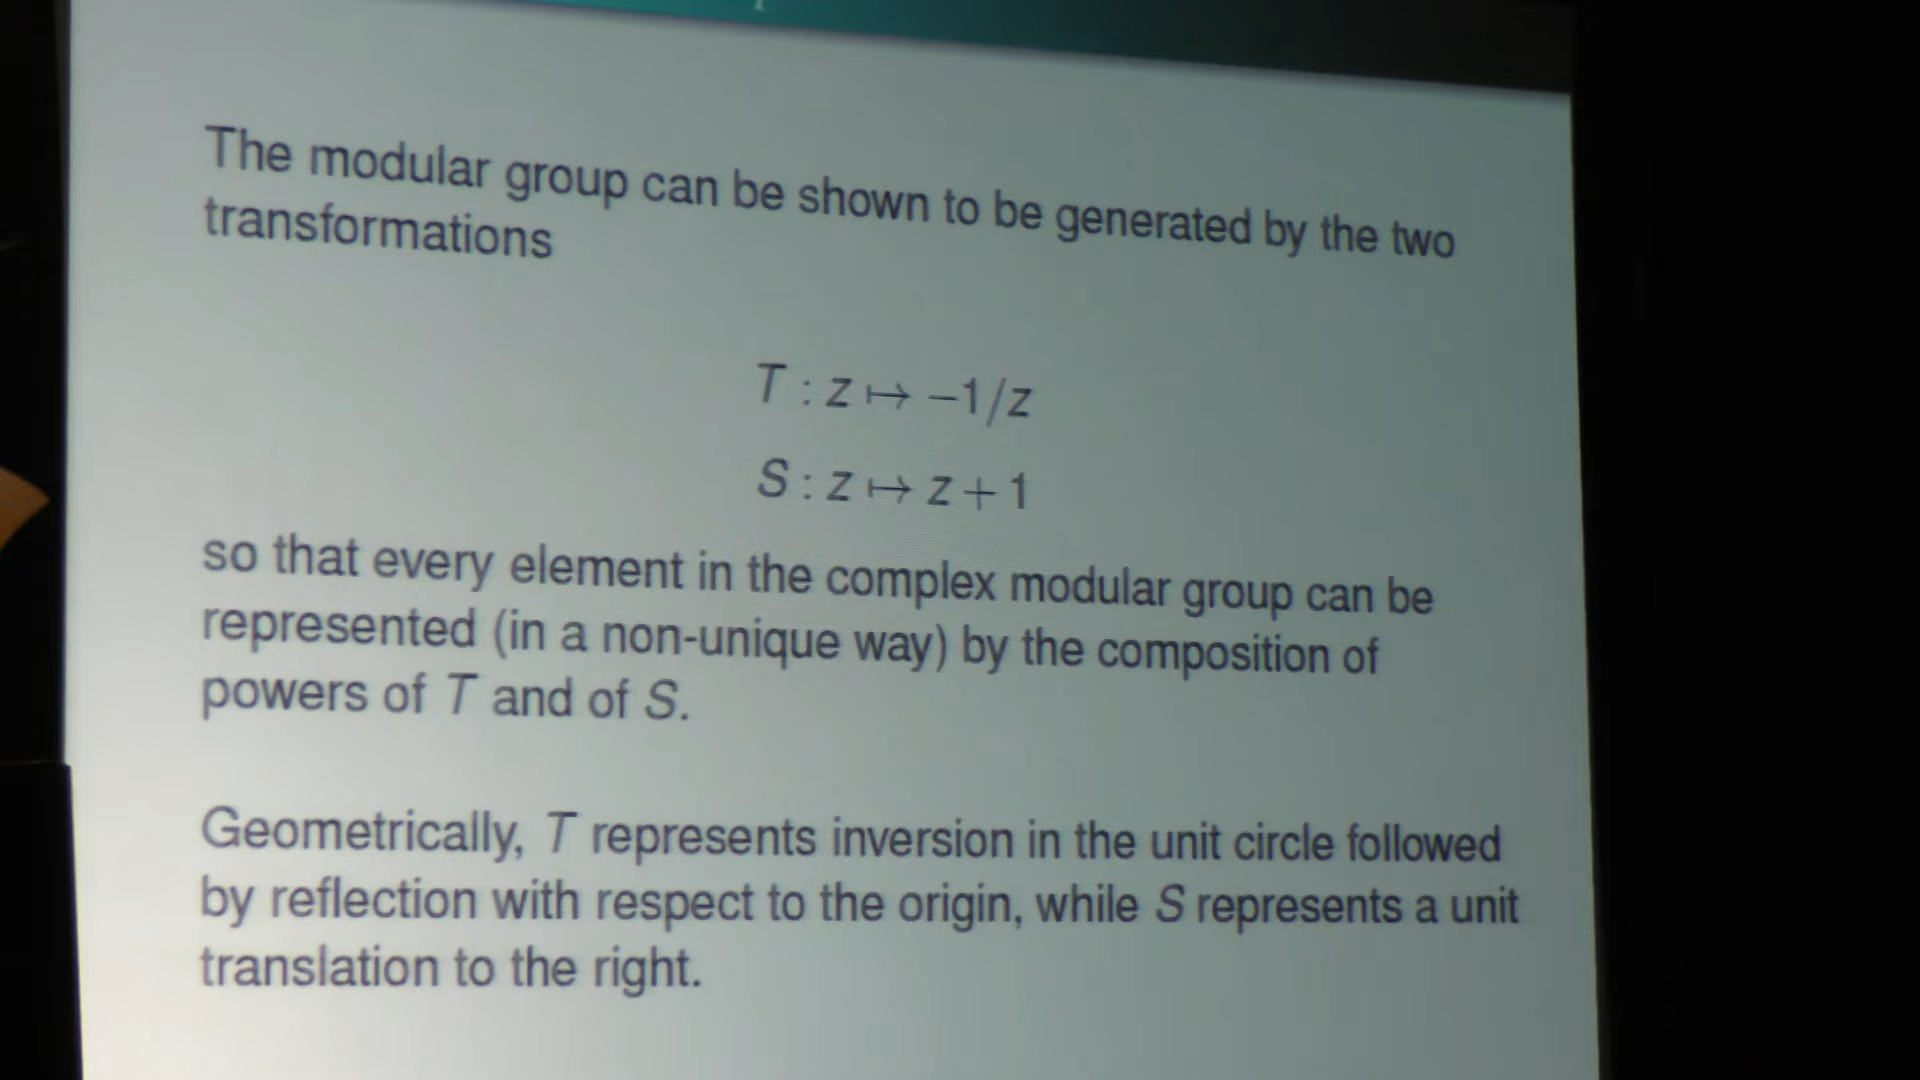 The modular group can be shown to be generated by the two
transformations
T : z ↦ −1/z
S : z ↦ z + 1
so that every element in the complex modular group can be
represented (in a non-unique way) by the composition of
powers of T and of S.
Geometrically, T represents inversion in the unit circle followed
by reflection with respect to the origin, while S represents a unit
translation to the right.